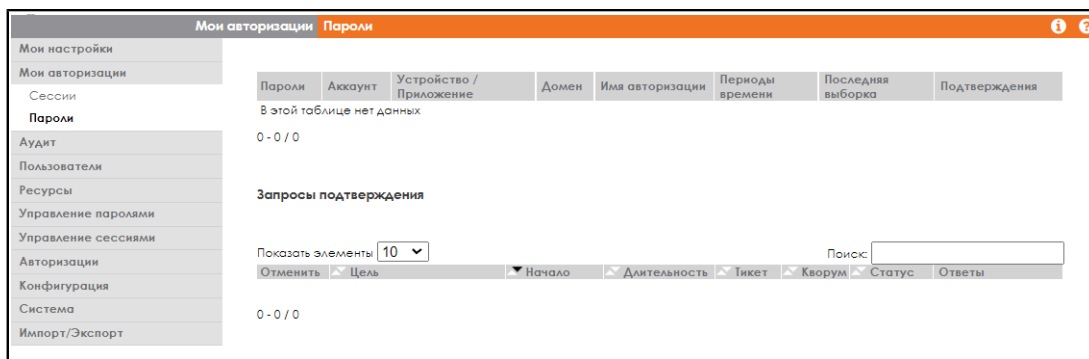 Мои авторизации Пароли
Мои настройки
Мои авторизации
Сессии
Пароли
Аудит
Пользователи
Ресурсы
Управление паролями
Управление сессиями
Авторизации
Конфигурация
Система
Импорт/Экспорт
Пароли Аккаунт Устройство / Приложение Домен Имя авторизации Периоды времени Последняя выборка Подтверждения
В этой таблице нет данных
0 - 0 / 0
Запросы подтверждения
Показать элементы 10 Поиск:
Отменить Цель Начало Длительность Тикет Кворум Статус Ответы
0 - 0 / 0